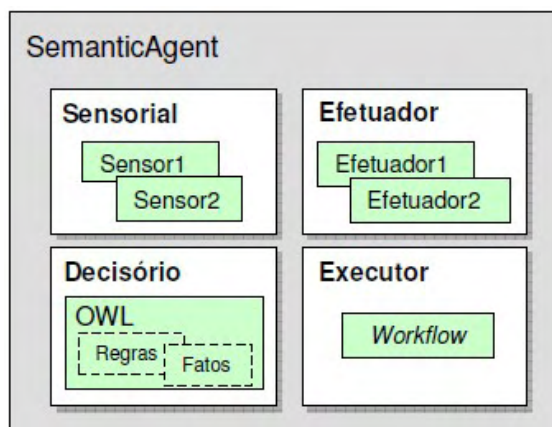 SemanticAgent
Sensorial
Sensor1
Sensor2
Efetuador
Efetuador1
Efetuador2
Decisório
OWL
Regras
Fatos
Executor
Workflow